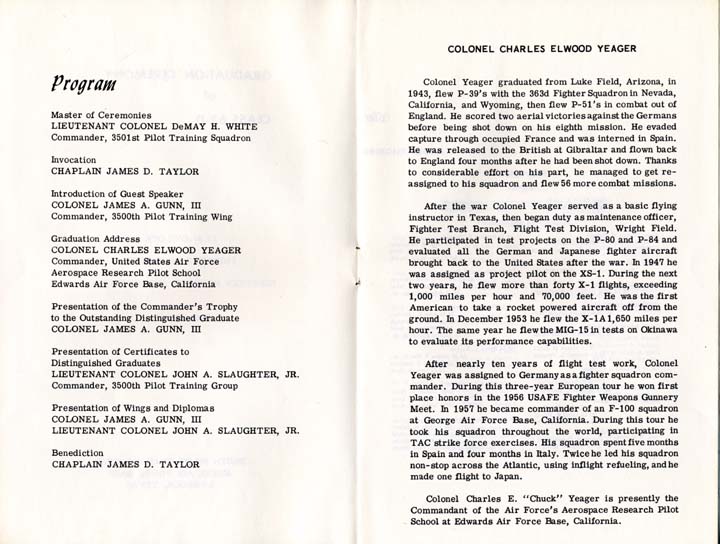 Program
Master of Ceremonies
LIEUTENANT COLONEL DeMAY H. WHITE
Commander, 3501st Pilot Training Squadron
Invocation
CHAPLAIN JAMES D. TAYLOR
Introduction of Guest Speaker
COLONEL JAMES A. GUNN, III
Commander, 3500th Pilot Training Wing
Graduation Address
COLONEL CHARLES ELWOOD YEAGER
Commander, United States Air Force
Aerospace Research Pilot School
Edwards Air Force Base, California
Presentation of the Commander's Trophy
to the Outstanding Distinguished Graduate
COLONEL JAMES A. GUNN, III
Presentation of Certificates to
Distinguished Graduates
LIEUTENANT COLONEL JOHN A. SLAUGHTER, JR.
Commander, 3500th Pilot Training Group
Presentation of Wings and Diplomas
COLONEL JAMES A. GUNN, III
LIEUTENANT COLONEL JOHN A. SLAUGHTER, JR.
Benediction
CHAPLAIN JAMES D. TAYLOR
COLONEL CHARLES ELWOOD YEAGER
Colonel Yeager graduated from Luke Field, Arizona, in
1943, flew P-39's with the 363d Fighter Squadron in Nevada,
California, and Wyoming, then flew P-51's in combat out of
England. He scored two aerial victories against the Germans
before being shot down on his eighth mission. He evaded
capture through occupied France and was interned in Spain.
He was released to the British at Gibraltar and flown back
to England four months after he had been shot down. Thanks
to considerable effort on his part, he managed to get re-
assigned to his squadron and flew 56 more combat missions.
After the war Colonel Yeager served as a basic flying
instructor in Texas, then began duty as maintenance officer,
Fighter Test Branch, Flight Test Division, Wright Field.
He participated in test projects on the P-80 and P-84 and
evaluated all the German and Japanese fighter aircraft
brought back to the United States after the war. In 1947 he
was assigned as project pilot on the XS-1. During the next
two years, he flew more than forty X-1 flights, exceeding
1,000 miles per hour and 70,000 feet. He was the first
American to take a rocket powered aircraft off from the
ground. In December 1953 he flew the X-1A 1,650 miles per
hour. The same year he flew the MIG-15 in tests on Okinawa
to evaluate its performance capabilities.
After nearly ten years of flight test work, Colonel
Yeager was assigned to Germany as a fighter squadron com-
mander. During this three-year European tour he won first
place honors in the 1956 USAFE Fighter Weapons Gunnery
Meet. In 1957 he became commander of an F-100 squadron
at George Air Force Base, California. During this tour he
took his squadron throughout the world, participating in
TAC strike force exercises. His squadron spent five months
in Spain and four months in Italy. Twice he led his squadron
non-stop across the Atlantic, using inflight refueling, and he
made one flight to Japan.
Colonel Charles E. "Chuck" Yeager is presently the
Commandant of the Air Force's Aerospace Research Pilot
School at Edwards Air Force Base, California.